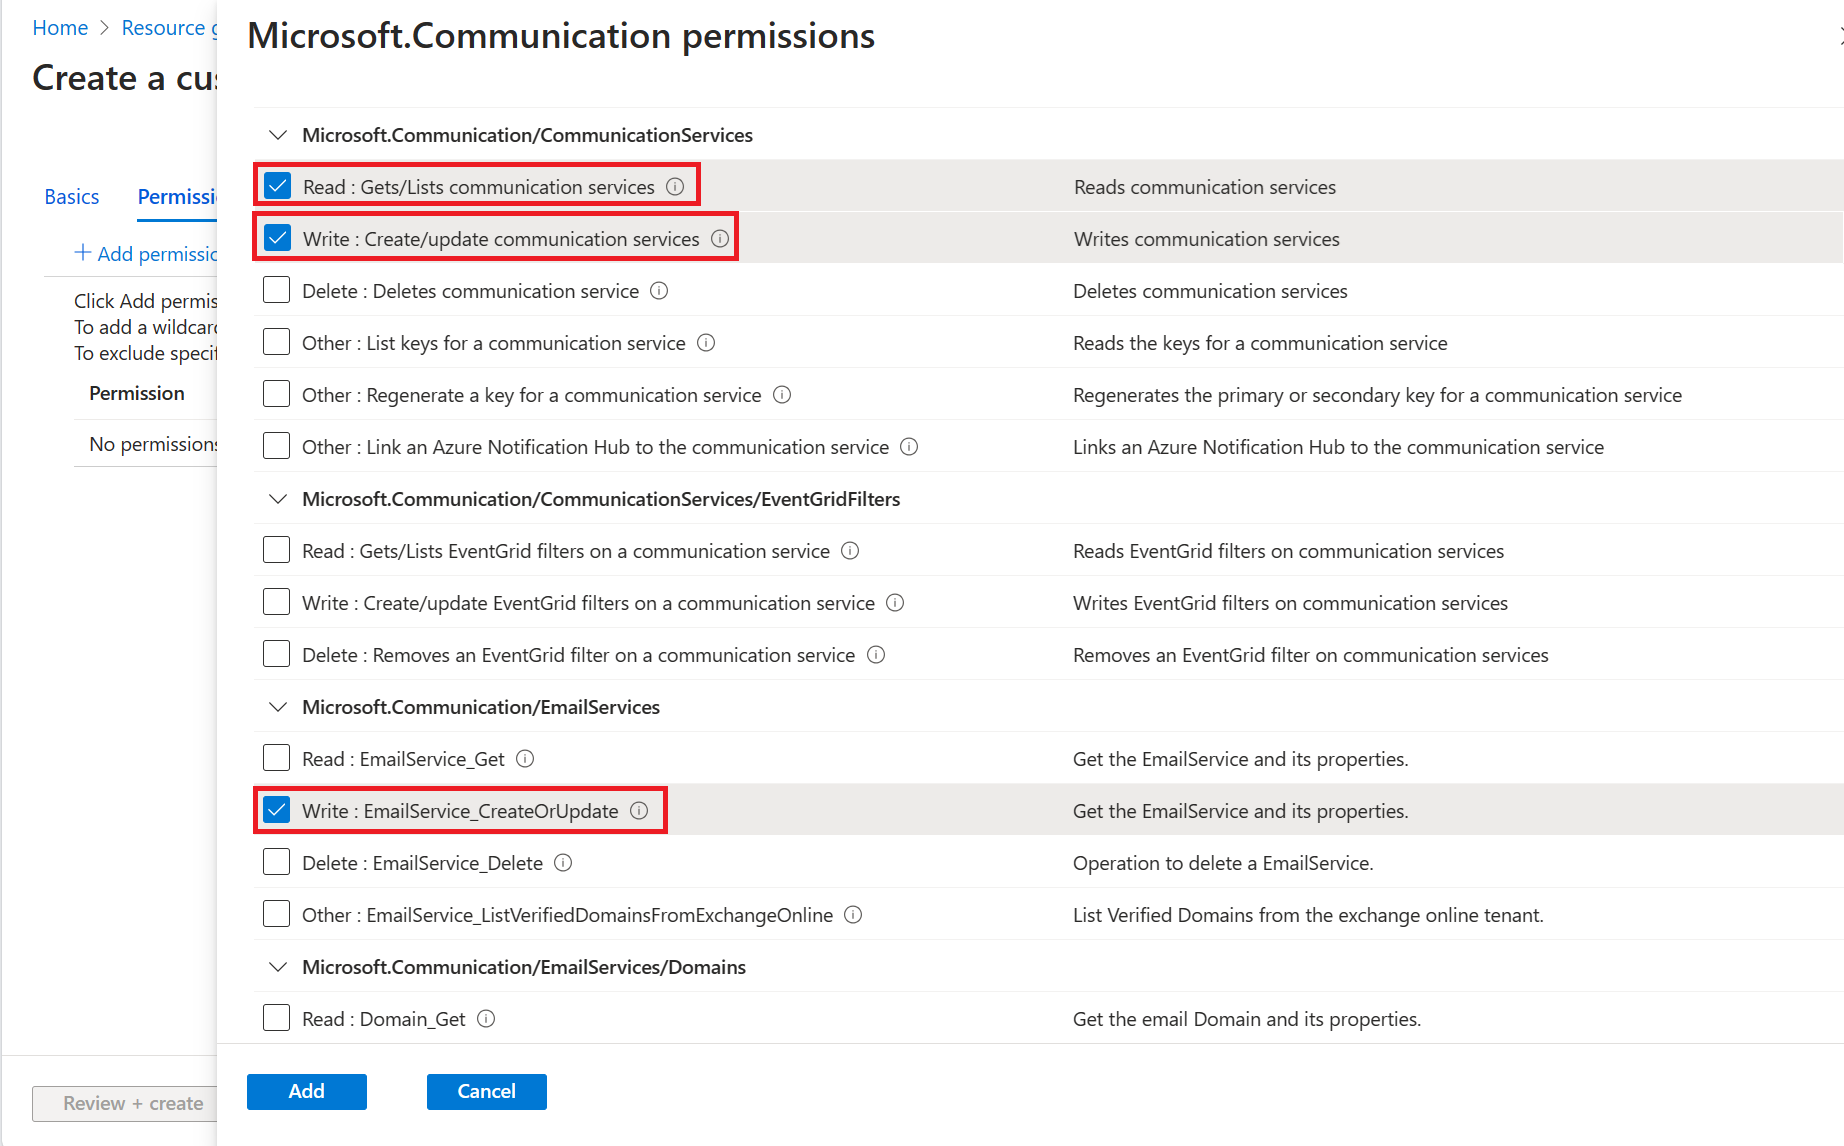 Home > Resource g
Create a cus
Basics
Permissi
+ Add permissio
Click Add permis
To add a wildcard
To exclude specif
Permission
No permissions
Review + create
Microsoft.Communication permissions
Microsoft.Communication/CommunicationServices
Read : Gets/Lists communication services Reads communication services
Write : Create/update communication services Writes communication services
Delete : Deletes communication service Deletes communication services
Other : List keys for a communication service Reads the keys for a communication service
Other : Regenerate a key for a communication service Regenerates the primary or secondary key for a communication service
Other : Link an Azure Notification Hub to the communication service Links an Azure Notification Hub to the communication service
Microsoft.Communication/CommunicationServices/EventGridFilters
Read : Gets/Lists EventGrid filters on a communication service Reads EventGrid filters on communication services
Write : Create/update EventGrid filters on a communication service Writes EventGrid filters on communication services
Delete : Removes an EventGrid filter on a communication service Removes an EventGrid filter on communication services
Microsoft.Communication/EmailServices
Read : EmailService_Get Get the EmailService and its properties.
Write : EmailService_CreateOrUpdate Get the EmailService and its properties.
Delete : EmailService_Delete Operation to delete a EmailService.
Other : EmailService_ListVerifiedDomainsFromExchangeOnline List Verified Domains from the exchange online tenant.
Microsoft.Communication/EmailServices/Domains
Read : Domain_Get Get the email Domain and its properties.
Add
Cancel